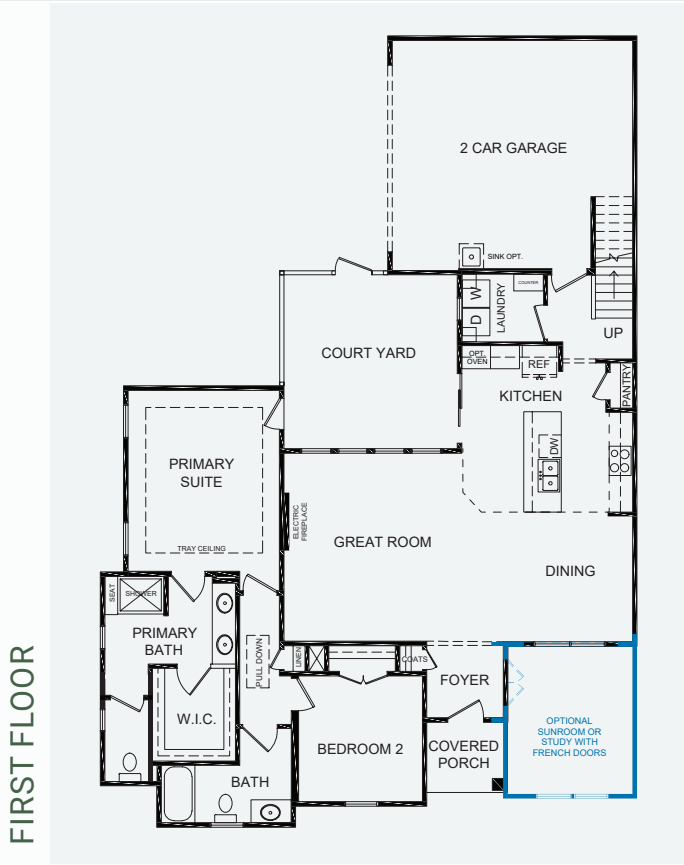 2 CAR GARAGE
SINK OPT.
W
D
LAUNDRY
COUNTER
UP
COURT YARD
OPT.
OVEN
REF
KITCHEN
PANTRY
DW
PRIMARY
SUITE
TRAY CEILING
ELECTRIC
FIREPLACE
GREAT ROOM
DINING
SEAT
SHOWER
PRIMARY
BATH
PULL DOWN
LINEN
COATS
FOYER
W.I.C.
BEDROOM 2
COVERED
PORCH
OPTIONAL
SUNROOM OR
STUDY WITH
FRENCH DOORS
BATH
FIRST FLOOR